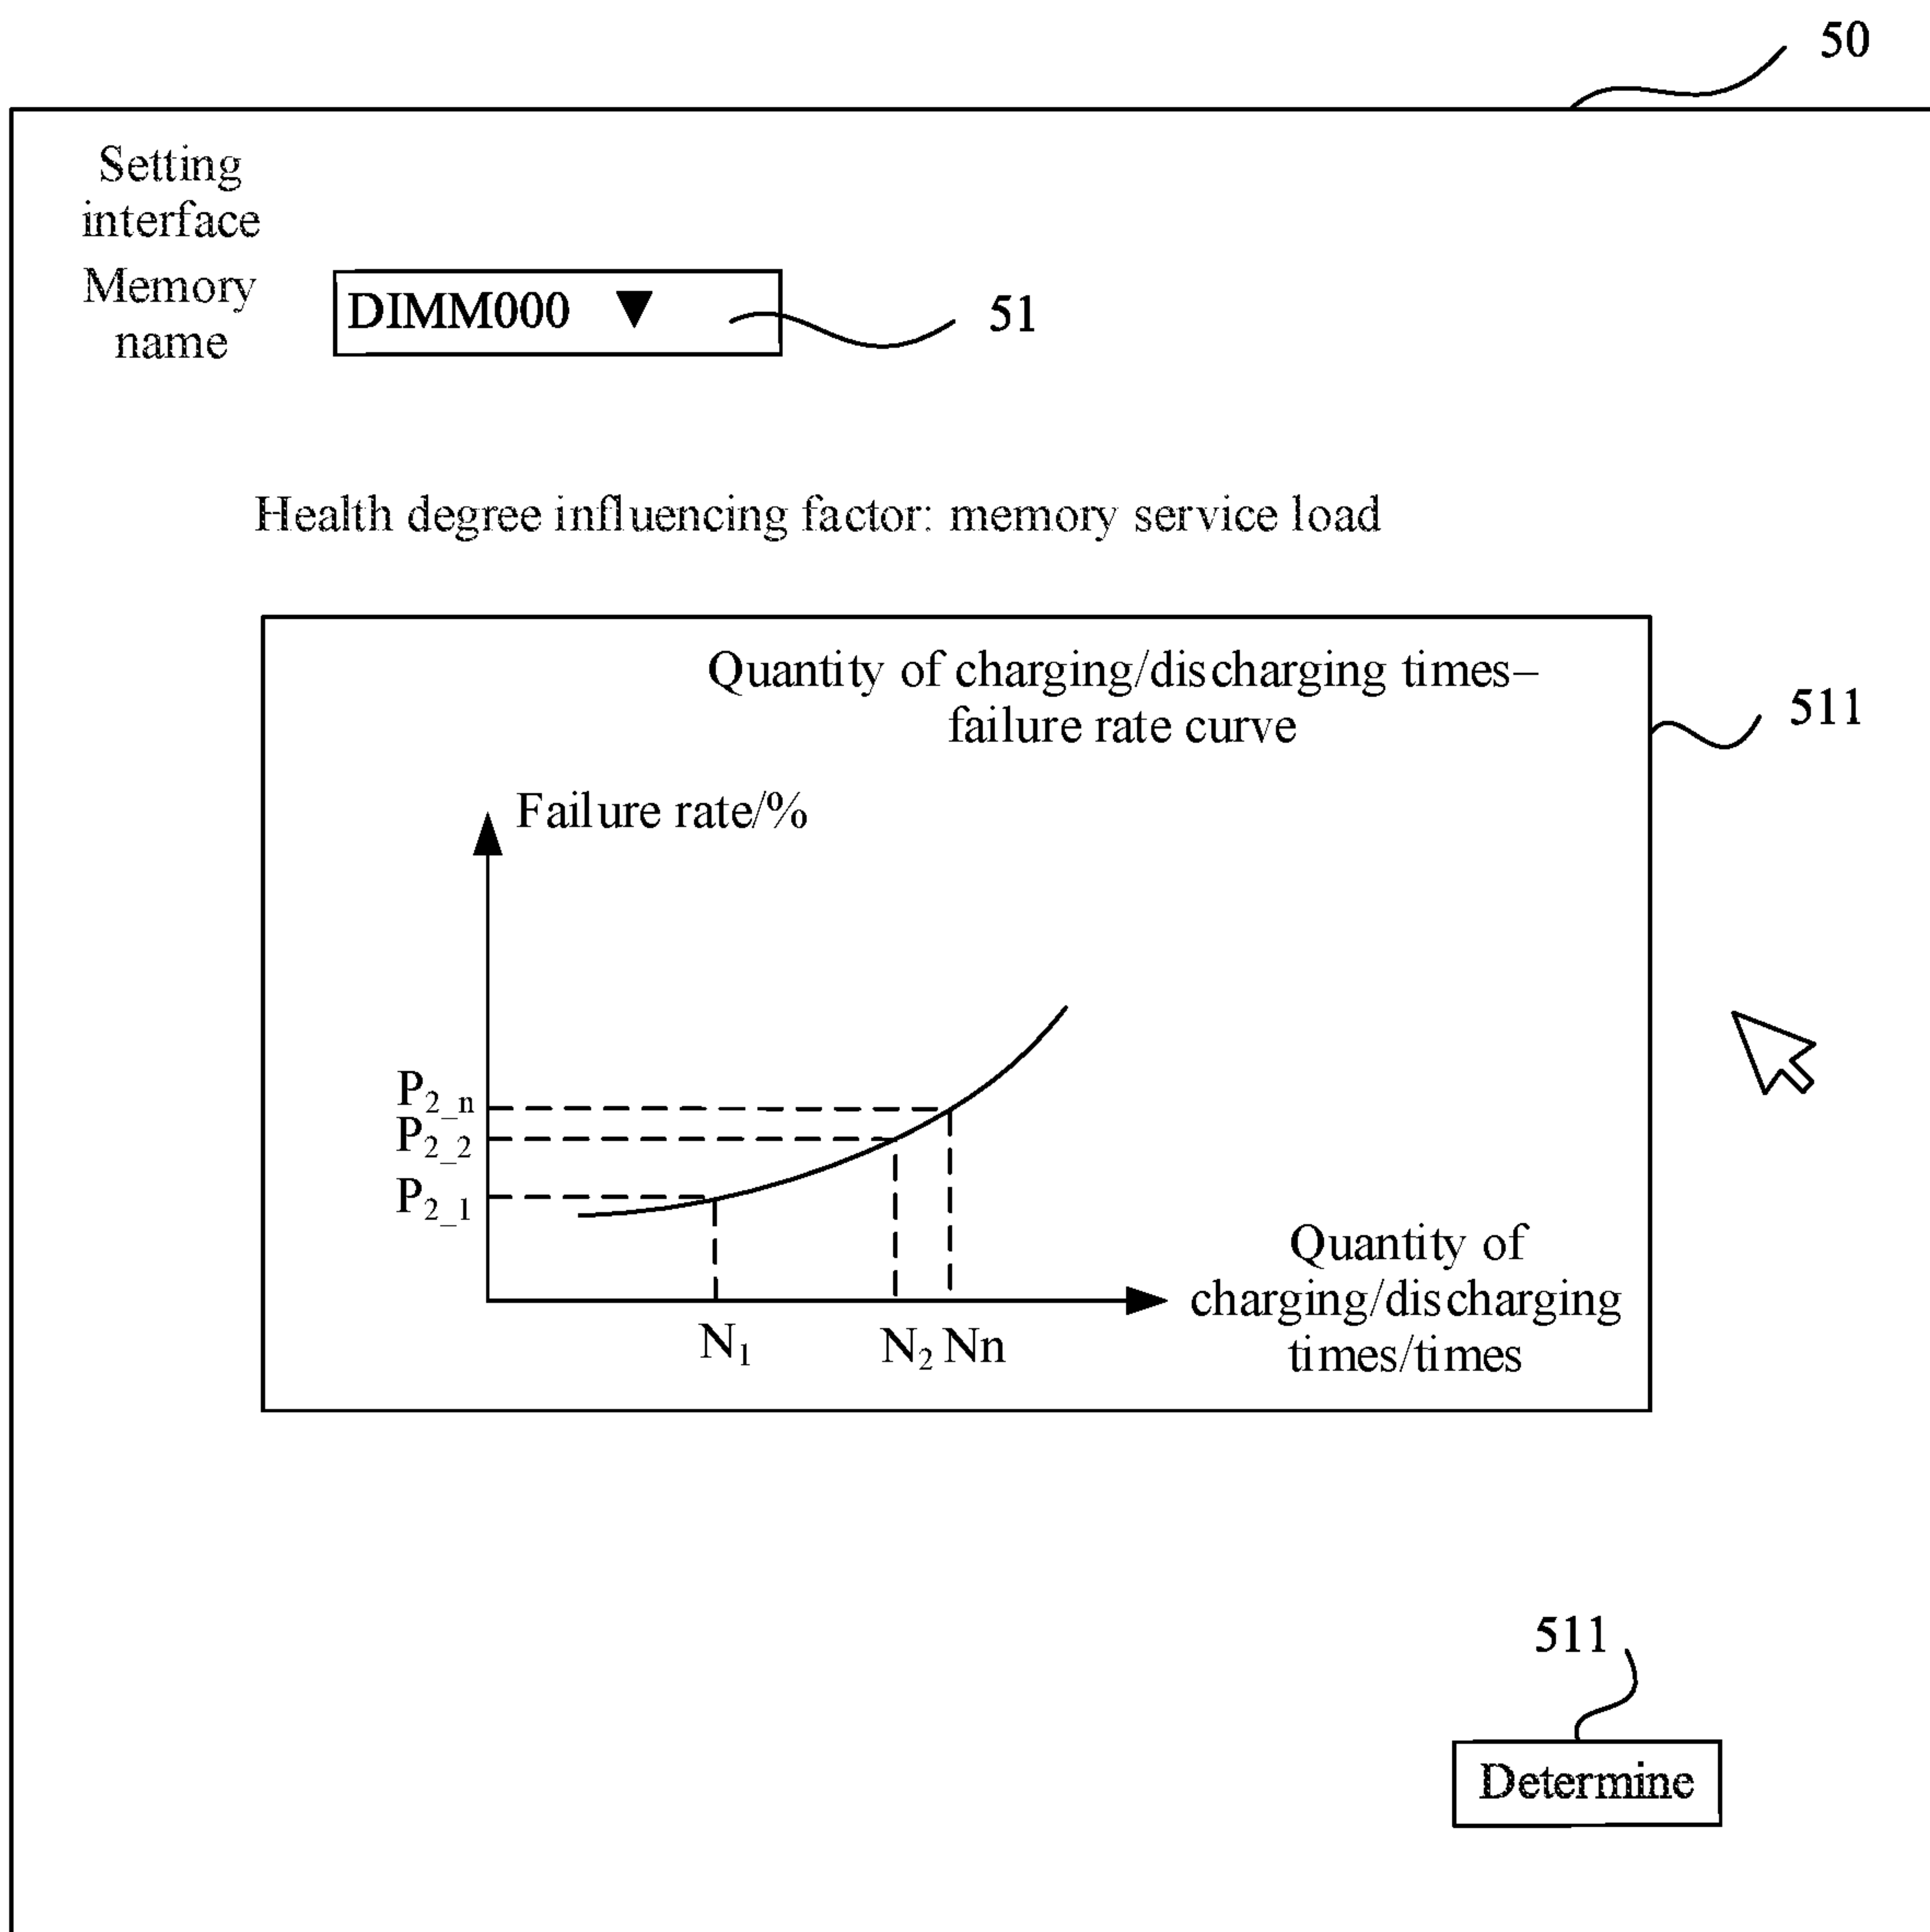 50
Setting
interface
Memory
name
DIMM000 ▼
51
Health degree influencing factor: memory service load
Quantity of charging/discharging times–
failure rate curve
511
Failure rate/%
P2_n
P2_2
P2_1
N1
N2
Nn
Quantity of
charging/discharging
times/times
511
Determine